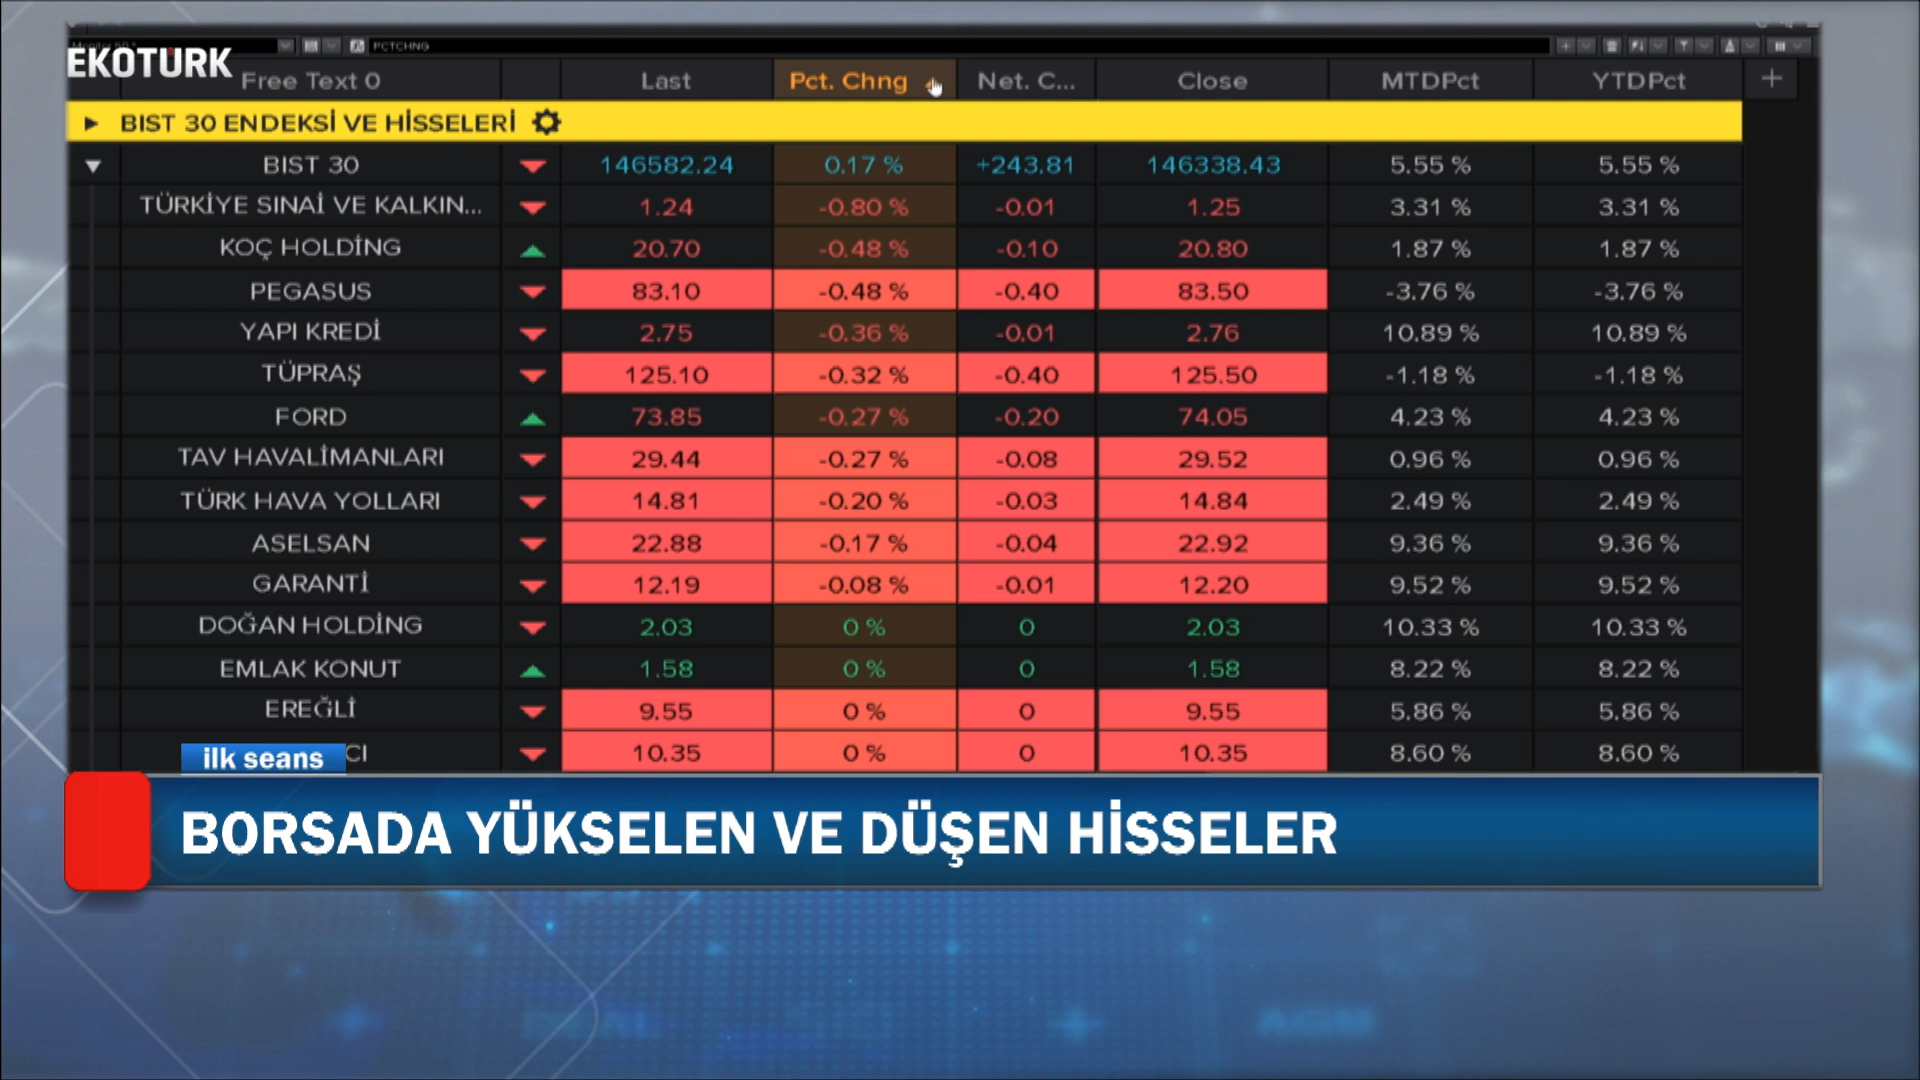 PCTCHNG
EKOTÜRK
Free Text 0 Last Pct. Chng Net. C... Close MTDPct YTDPct
BIST 30 ENDEKSİ VE HİSSELERİ
BIST 30 146582.24 0.17 % +243.81 146338.43 5.55 % 5.55 %
TÜRKİYE SINAİ VE KALKIN... 1.24 -0.80 % -0.01 1.25 3.31 % 3.31 %
KOÇ HOLDİNG 20.70 -0.48 % -0.10 20.80 1.87 % 1.87 %
PEGASUS 83.10 -0.48 % -0.40 83.50 -3.76 % -3.76 %
YAPI KREDİ 2.75 -0.36 % -0.01 2.76 10.89 % 10.89 %
TÜPRAŞ 125.10 -0.32 % -0.40 125.50 -1.18 % -1.18 %
FORD 73.85 -0.27 % -0.20 74.05 4.23 % 4.23 %
TAV HAVALİMANLARI 29.44 -0.27 % -0.08 29.52 0.96 % 0.96 %
TÜRK HAVA YOLLARI 14.81 -0.20 % -0.03 14.84 2.49 % 2.49 %
ASELSAN 22.88 -0.17 % -0.04 22.92 9.36 % 9.36 %
GARANTİ 12.19 -0.08 % -0.01 12.20 9.52 % 9.52 %
DOĞAN HOLDİNG 2.03 0 % 0 2.03 10.33 % 10.33 %
EMLAK KONUT 1.58 0 % 0 1.58 8.22 % 8.22 %
EREĞLİ 9.55 0 % 0 9.55 5.86 % 5.86 %
CI 10.35 0 % 0 10.35 8.60 % 8.60 %
ilk seans
BORSADA YÜKSELEN VE DÜŞEN HİSSELER